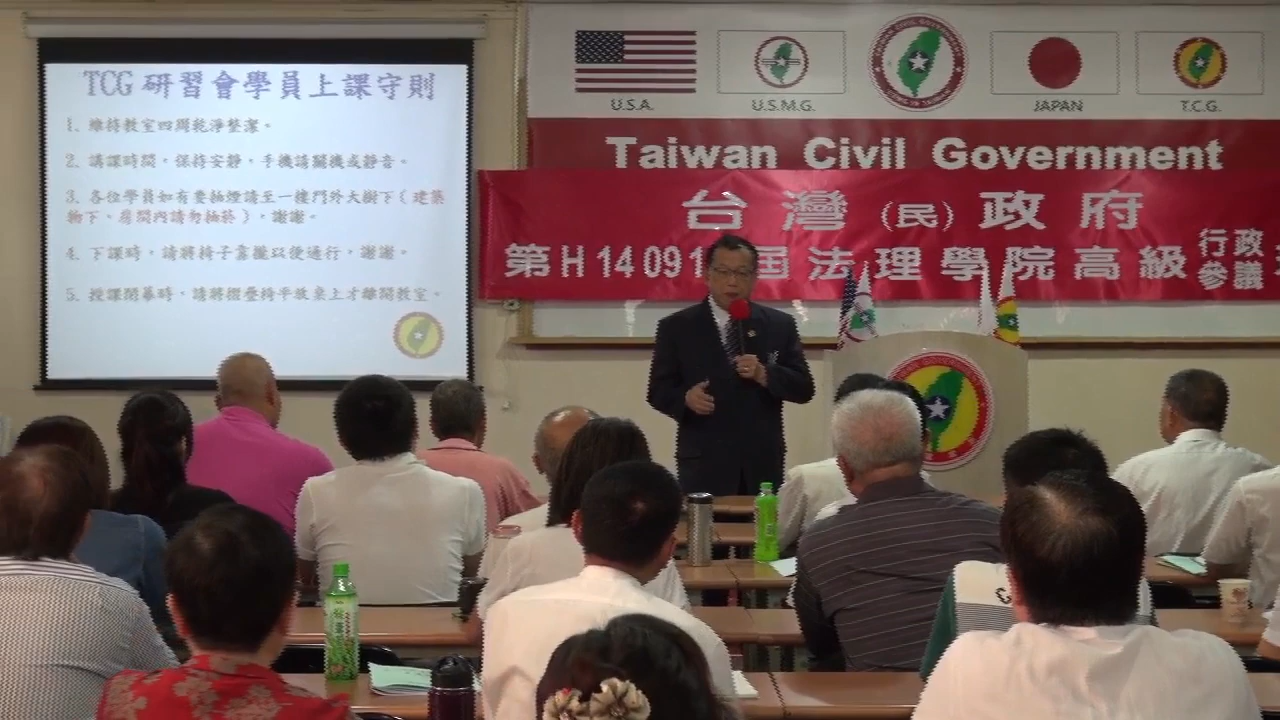 TCG 研習會學員上課守則
1. 維持教室四周乾淨整潔。
2. 講課時間，保持安靜，手機請關機或靜音。
3. 各位學員如有要抽煙請至一樓門外大樹下（建築
物下、房間內請勿抽菸），謝謝。
4. 下課時，請將椅子靠攏以便通行，謝謝。
5. 授課閉幕時，請將摺疊椅平放桌上才離開教室。
U.S.A.
U.S.M.G.
JAPAN
T.C.G.
Taiwan Civil Government
台灣(民)政府
第H14091 屆法理學院高級行政
參議